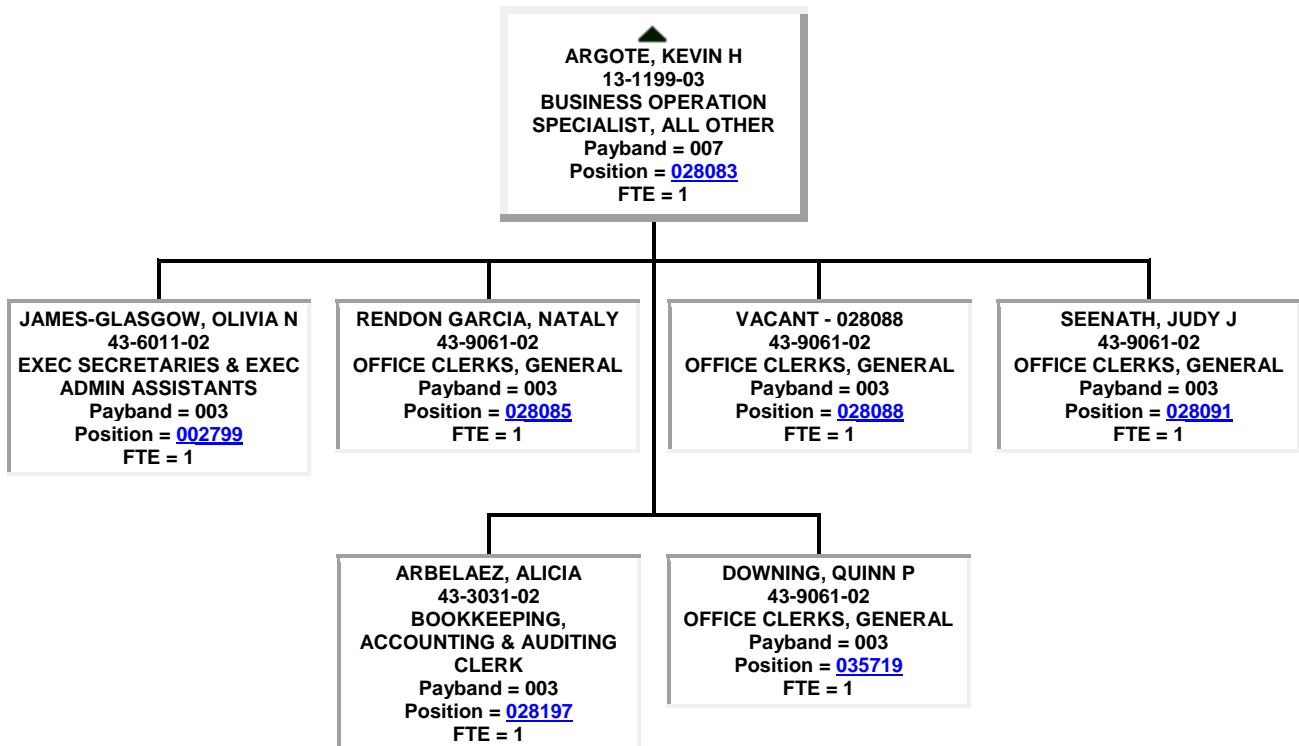 ARGOTE, KEVIN H
13-1199-03
BUSINESS OPERATION
SPECIALIST, ALL OTHER
Payband = 007
Position = 028083
FTE = 1
JAMES-GLASGOW, OLIVIA N
43-6011-02
EXEC SECRETARIES & EXEC
ADMIN ASSISTANTS
Payband = 003
Position = 002799
FTE = 1
RENDON GARCIA, NATALY
43-9061-02
OFFICE CLERKS, GENERAL
Payband = 003
Position = 028085
FTE = 1
VACANT - 028088
43-9061-02
OFFICE CLERKS, GENERAL
Payband = 003
Position = 028088
FTE = 1
SEENATH, JUDY J
43-9061-02
OFFICE CLERKS, GENERAL
Payband = 003
Position = 028091
FTE = 1
ARBELAEZ, ALICIA
43-3031-02
BOOKKEEPING,
ACCOUNTING & AUDITING
CLERK
Payband = 003
Position = 028197
FTE = 1
DOWNING, QUINN P
43-9061-02
OFFICE CLERKS, GENERAL
Payband = 003
Position = 035719
FTE = 1